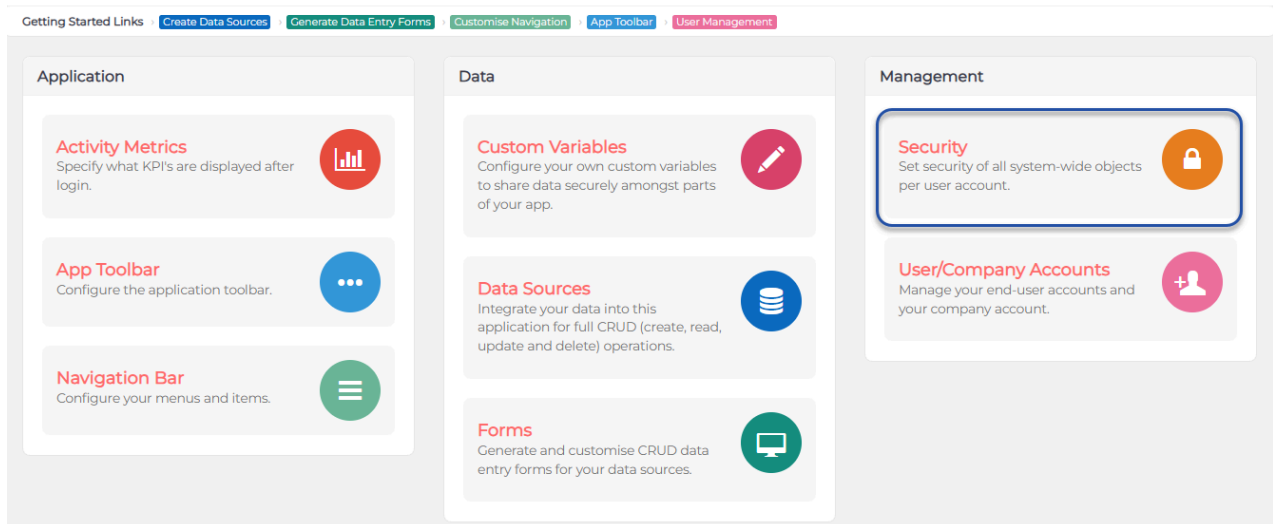 Getting Started Links › Create Data Sources › Generate Data Entry Forms › Customise Navigation › App Toolbar › User Management
Application
Activity Metrics
Specify what KPI's are displayed after
login.
App Toolbar
Configure the application toolbar.
Navigation Bar
Configure your menus and items.
Data
Custom Variables
Configure your own custom variables
to share data securely amongst parts
of your app.
Data Sources
Integrate your data into this
application for full CRUD (create, read,
update and delete) operations.
Forms
Generate and customise CRUD data
entry forms for your data sources.
Management
Security
Set security of all system-wide objects
per user account.
User/Company Accounts
Manage your end-user accounts and
your company account.